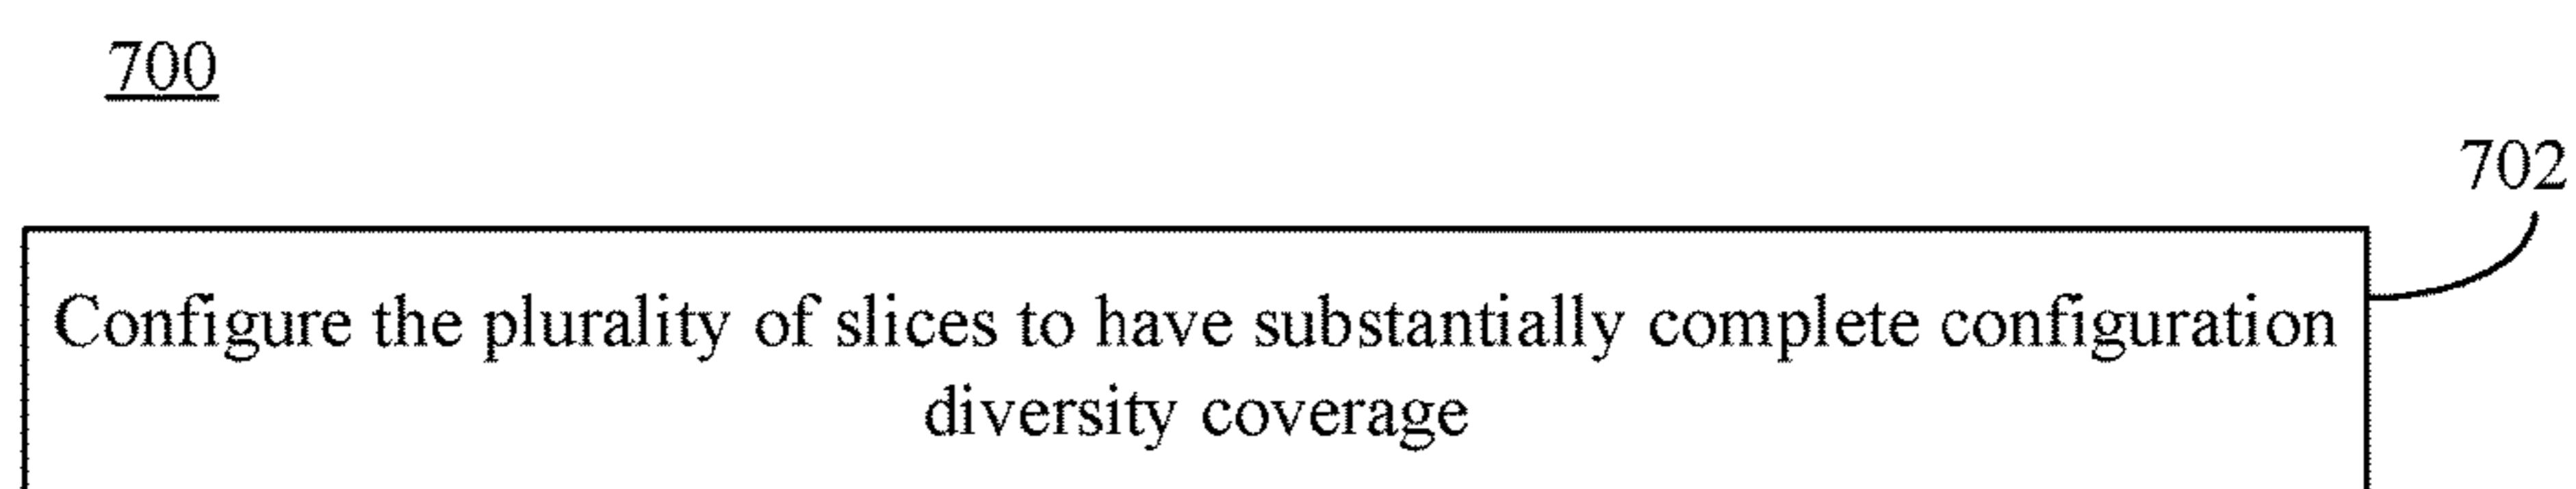 700
702
Configure the plurality of slices to have substantially complete configuration
diversity coverage